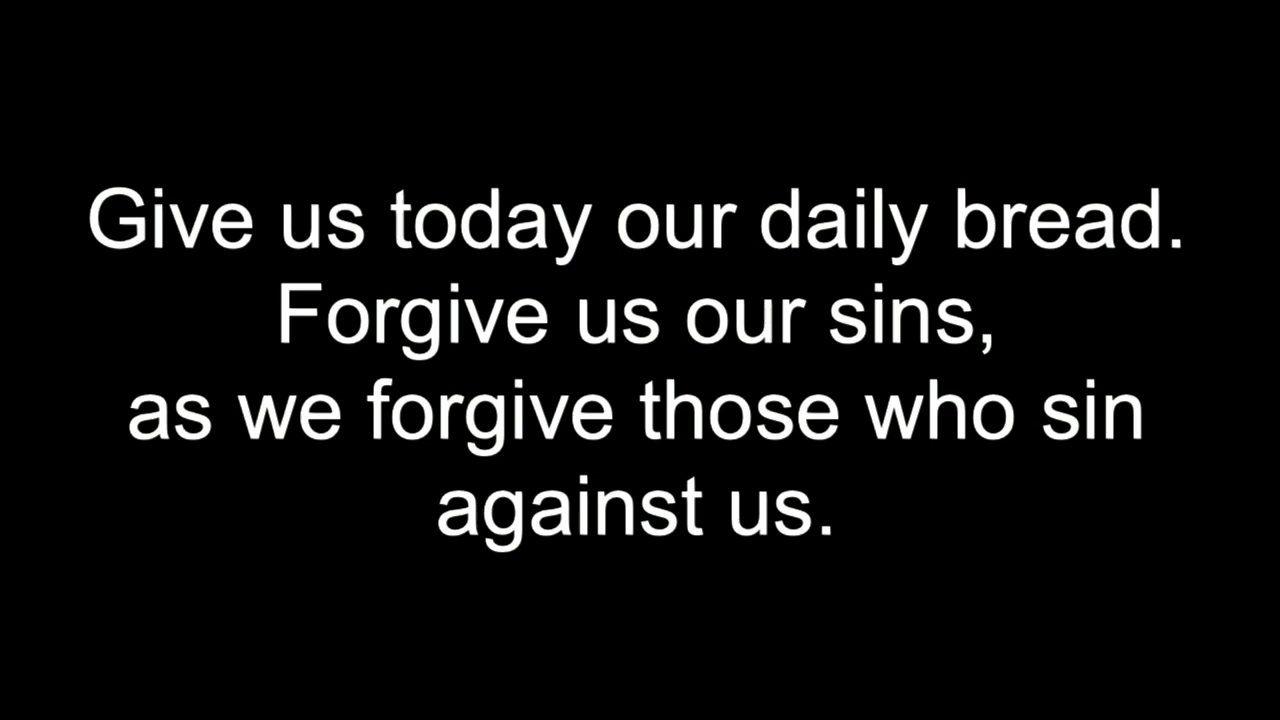 Give us today our daily bread.
Forgive us our sins,
as we forgive those who sin
against us.